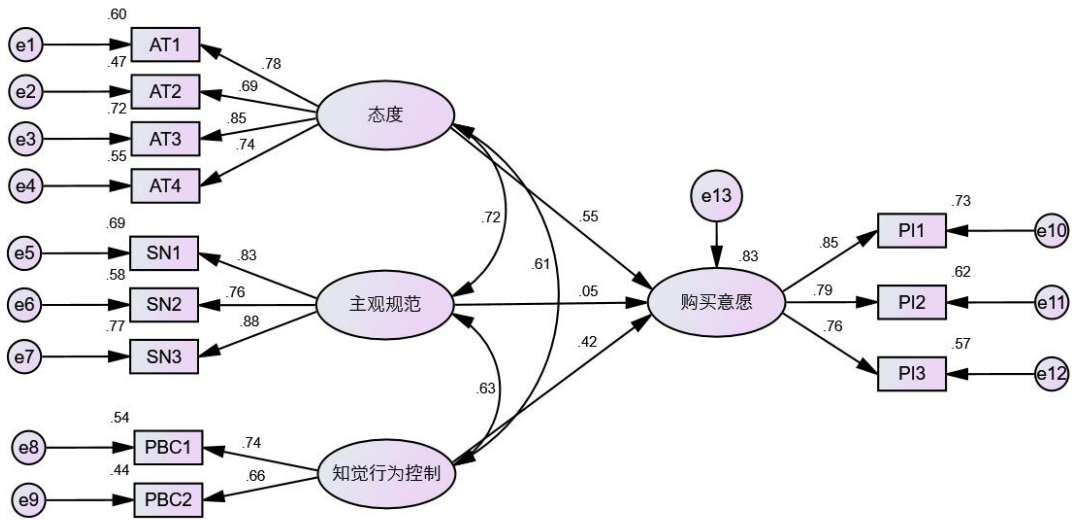 .60
e1
AT1
.78
.47
e2
AT2
.69
.72
e3
AT3
.85
.55
e4
AT4
.74
态度
.69
e5
SN1
.83
.58
e6
SN2
.76
.77
e7
SN3
.88
主观规范
.54
e8
PBC1
.74
.44
e9
PBC2
.66
知觉行为控制
.72
.61
.63
.55
.05
.42
e13
.83
购买意愿
.85
PI1
.73
e10
.79
PI2
.62
e11
.76
PI3
.57
e12